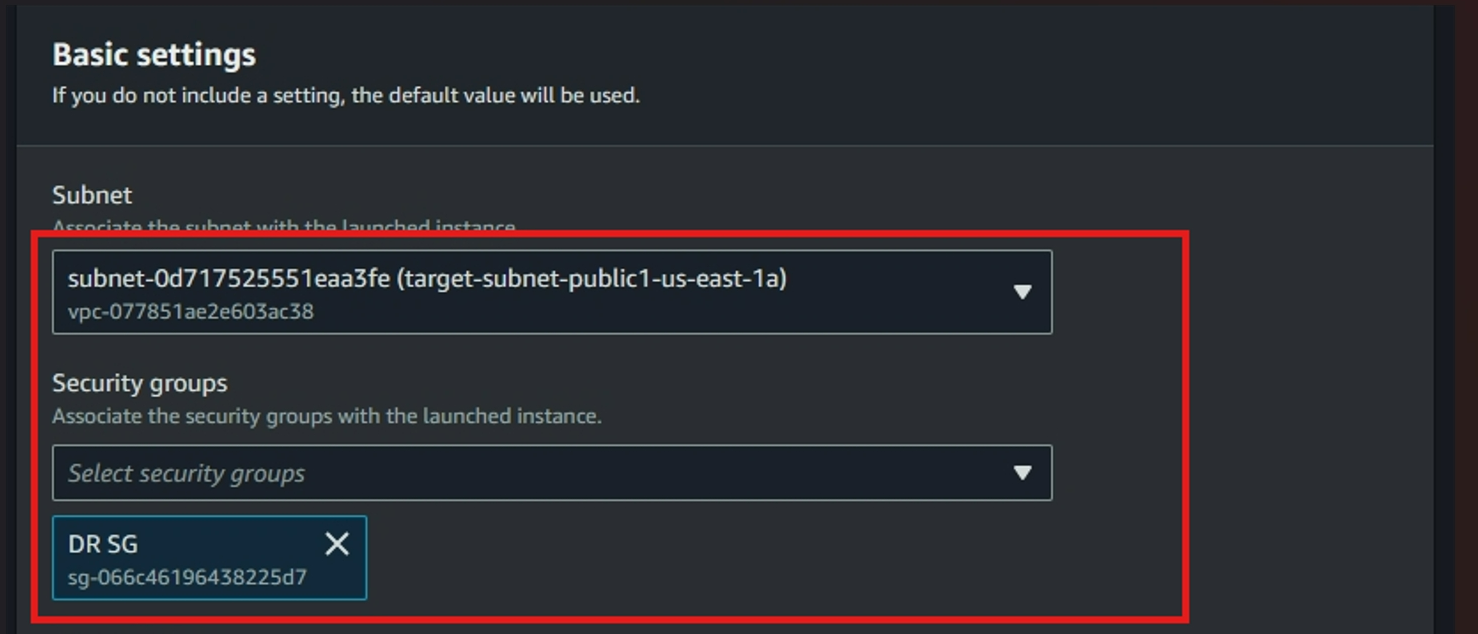 Basic settings
If you do not include a setting, the default value will be used.
Subnet
Associate the subnet with the launched instance.
subnet-0d717525551eaa3fe (target-subnet-public1-us-east-1a)
vpc-077851ae2e603ac38
Security groups
Associate the security groups with the launched instance.
Select security groups
DR SG
sg-066c46196438225d7